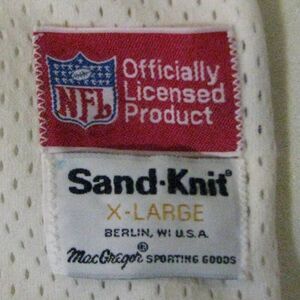 NFL
Officially
Licensed
Product
Sand·Knit®
X-LARGE
BERLIN, WI U.S.A.
®
MacGregor SPORTING GOODS